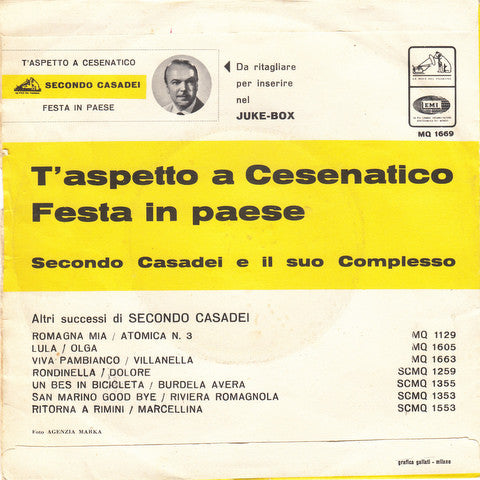 T'ASPETTO A CESENATICO
SECONDO CASADEI
FESTA IN PAESE
Da ritagliare
per inserire
nel
JUKE-BOX
EMI
MQ 1669
T'aspetto a Cesenatico
Festa in paese
Secondo Casadei e il suo Complesso
Altri successi di SECONDO CASADEI
ROMAGNA MIA / ATOMICA N. 3 MQ 1129
LULA / OLGA MQ 1605
VIVA PAMBIANCO / VILLANELLA MQ 1663
RONDINELLA / DOLORE SCMQ 1259
UN BES IN BICICLETA / BURDELA AVERA SCMQ 1355
SAN MARINO GOOD BYE / RIVIERA ROMAGNOLA SCMQ 1353
RITORNA A RIMINI / MARCELLINA SCMQ 1553
Foto AGENZIA MARKA
grafica gallati - milano